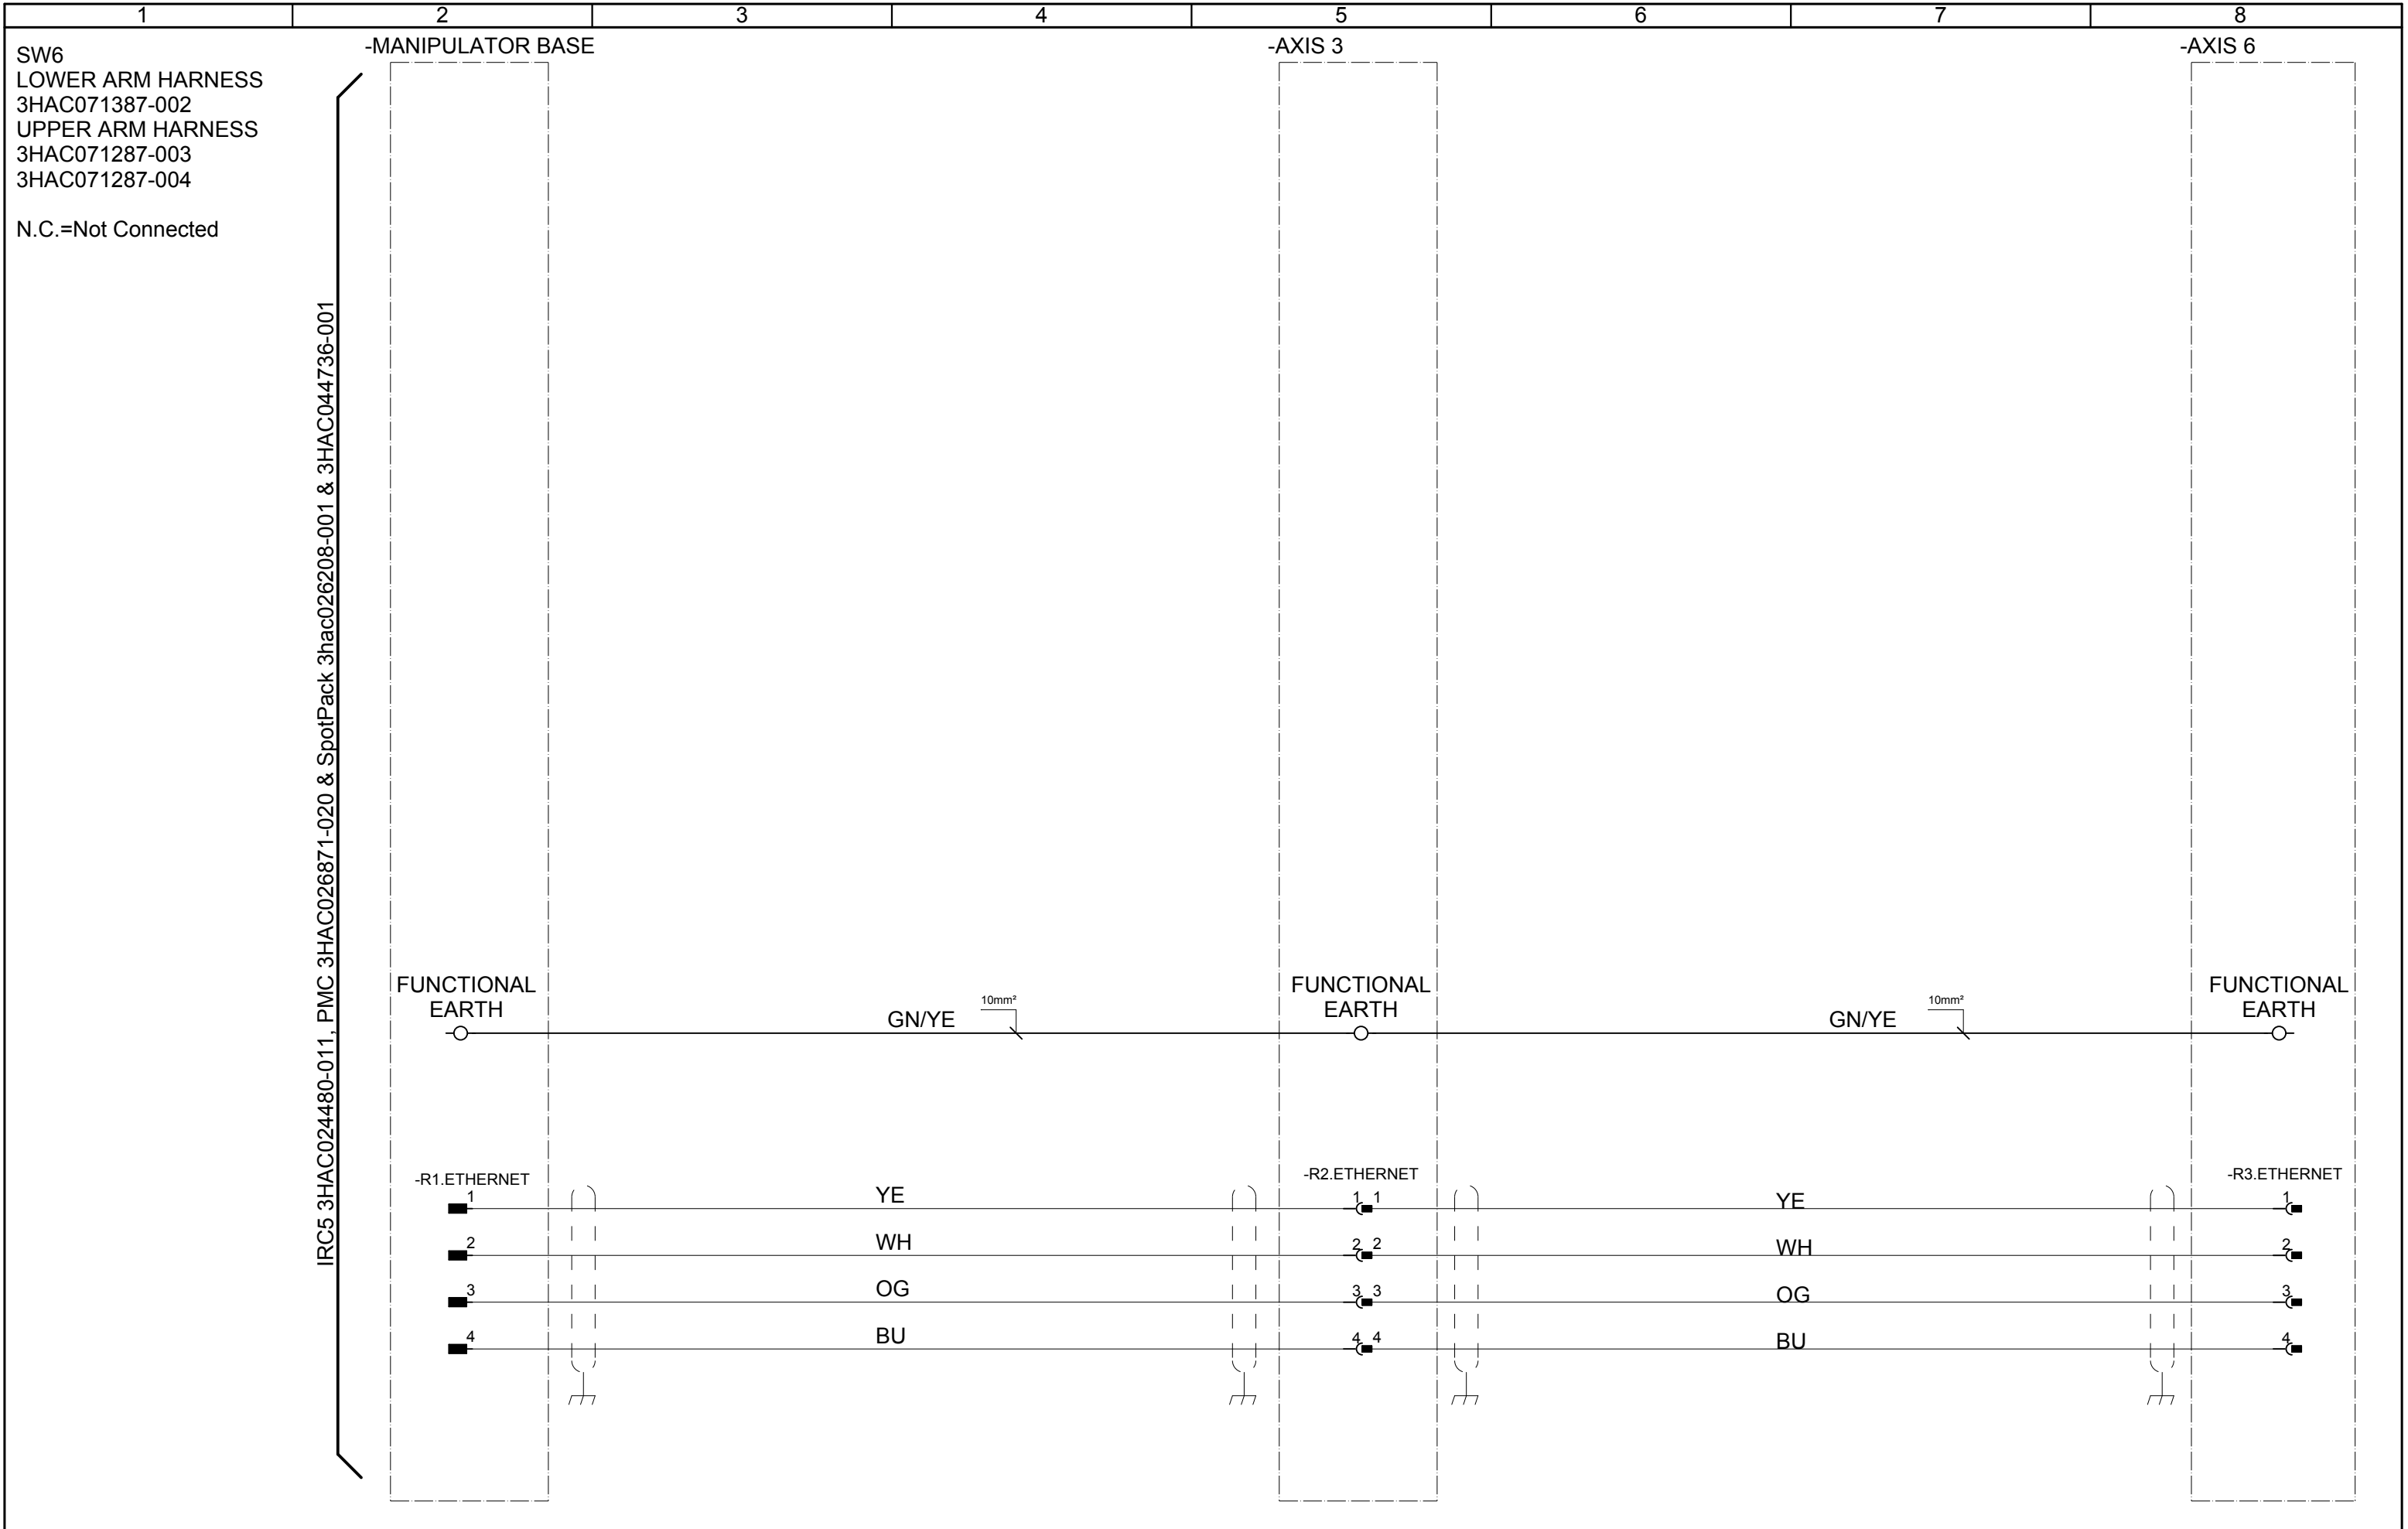 1 2 3 4 5 6 7 8
-MANIPULATOR BASE
-AXIS 3
-AXIS 6
SW6
LOWER ARM HARNESS
3HAC071387-002
UPPER ARM HARNESS
3HAC071287-003
3HAC071287-004
N.C.=Not Connected
IRC5 3HAC024480-011, PMC 3HAC026871-020 & SpotPack 3hac026208-001 & 3HAC044736-001
FUNCTIONAL
EARTH
GN/YE
10mm²
FUNCTIONAL
EARTH
GN/YE
10mm²
FUNCTIONAL
EARTH
-R1.ETHERNET
-R2.ETHERNET
-R3.ETHERNET
1 YE 1 1 YE 1
2 WH 2 2 WH 2
3 OG 3 3 OG 3
4 BU 4 4 BU 4